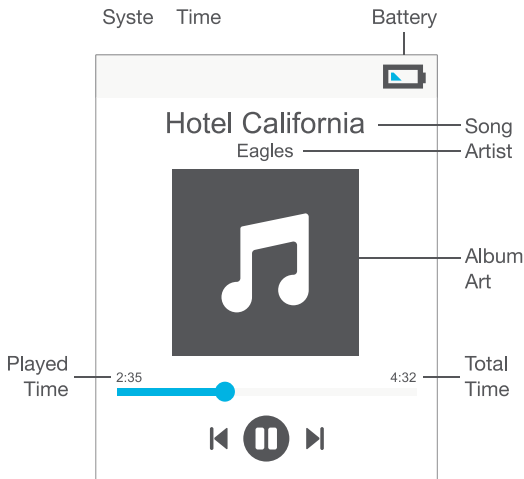 Syste Time
Battery
Hotel California
Song
Eagles
Artist
Album
Art
Played
Time
2:35
4:32
Total
Time